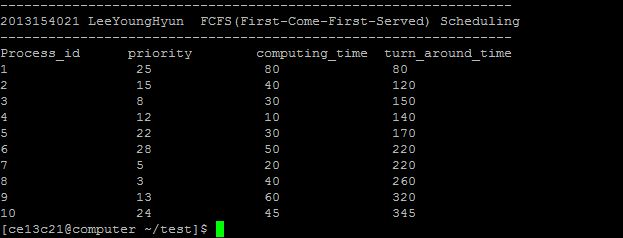 ------------------------------------------------------------
2013154021 LeeYoungHyun  FCFS(First-Come-First-Served) Scheduling
------------------------------------------------------------
Process_id      priority        computing_time  turn_around_time
1               25              80              80
2               15              40              120
3               8               30              150
4               12              10              140
5               22              30              170
6               28              50              220
7               5               20              220
8               3               40              260
9               13              60              320
10              24              45              345
[ce13c21@computer ~/test]$